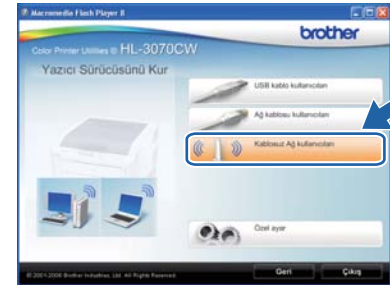 Macromedia Flash Player 8
brother
Color Printer Utilities © HL-3070CW
Yazıcı Sürücüsünü Kur
USB kablo kullanıcıları
Ağ kablosu kullanıcıları
Kablosuz Ağ kullanıcıları
Özel ayar
© 2001-2008 Brother Industries, Ltd. All Rights Reserved.
Geri
Çıkış